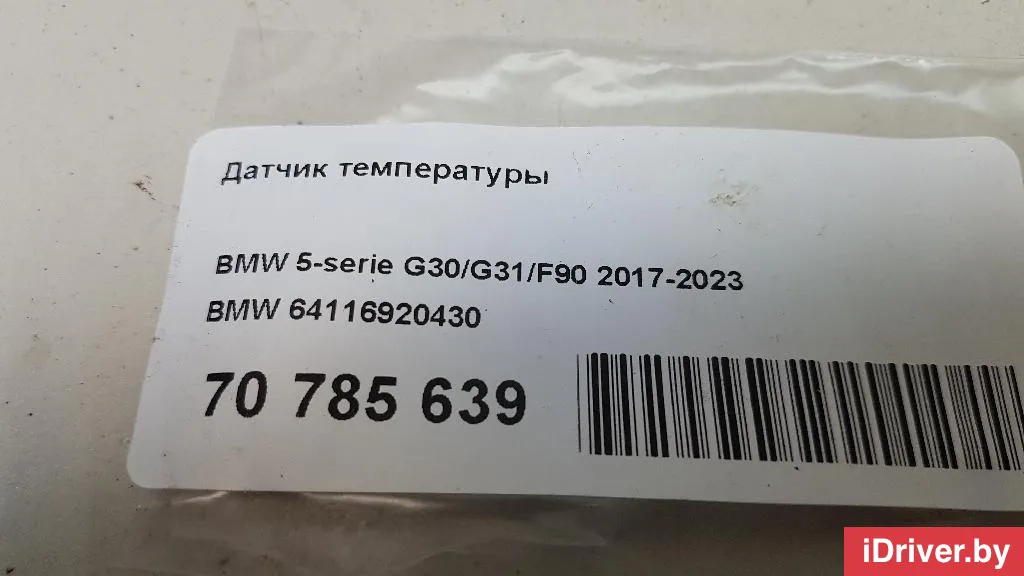 Датчик температуры
BMW 5-serie G30/G31/F90 2017-2023
BMW 64116920430
70 785 639
iDriver.by